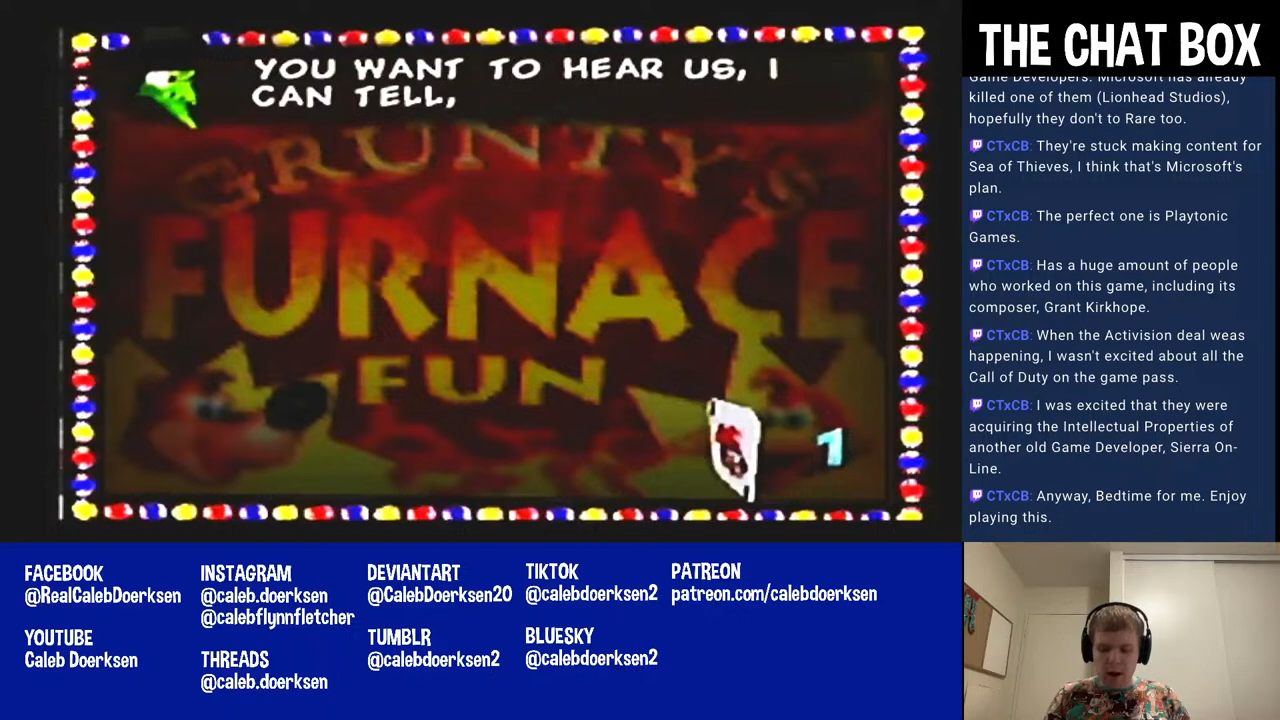 YOU WANT TO HEAR US, I
CAN TELL,
GRUNTY'S
FURNACE
FUN
1
THE CHAT BOX
Game Developers. Microsoft has already
killed one of them (Lionhead Studios),
hopefully they don't to Rare too.
CTxCB: They're stuck making content for
Sea of Thieves, I think that's Microsoft's
plan.
CTxCB: The perfect one is Playtonic
Games.
CTxCB: Has a huge amount of people
who worked on this game, including its
composer, Grant Kirkhope.
CTxCB: When the Activision deal weas
happening, I wasn't excited about all the
Call of Duty on the game pass.
CTxCB: I was excited that they were
acquiring the Intellectual Properties of
another old Game Developer, Sierra On-
Line.
CTxCB: Anyway, Bedtime for me. Enjoy
playing this.
FACEBOOK
@RealCalebDoerksen
YOUTUBE
Caleb Doerksen
INSTAGRAM
@caleb.doerksen
@calebflynnfletcher
THREADS
@caleb.doerksen
DEVIANTART
@CalebDoerksen20
TUMBLR
@calebdoerksen2
TIKTOK
@calebdoerksen2
BLUESKY
@calebdoerksen2
PATREON
patreon.com/calebdoerksen